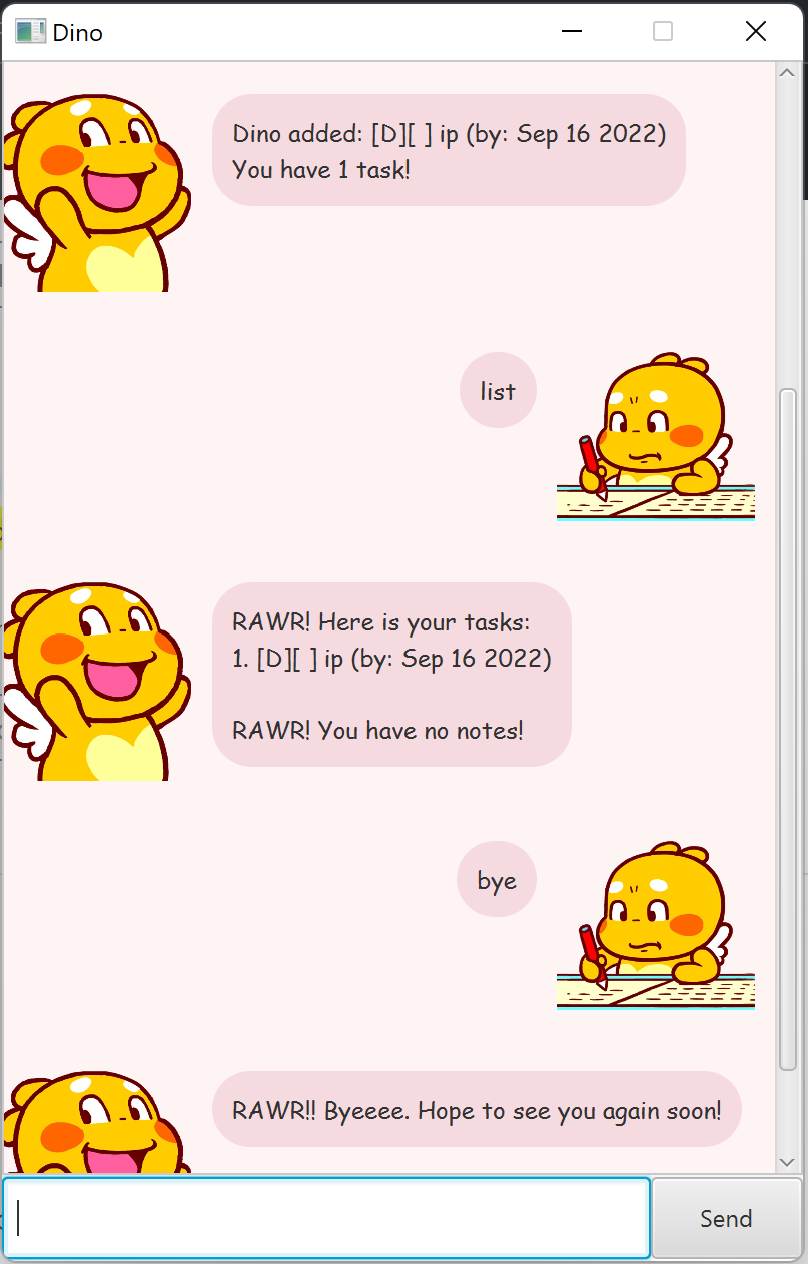 Dino
Dino added: [D][ ] ip (by: Sep 16 2022)
You have 1 task!
list
RAWR! Here is your tasks:
1. [D][ ] ip (by: Sep 16 2022)
RAWR! You have no notes!
bye
RAWR!! Byeeee. Hope to see you again soon!
Send